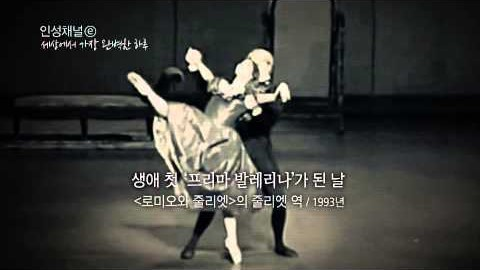 인성채널ⓔ
세상에서 가장 완벽한 하루
생애 첫 '프리마 발레리나'가 된 날
<로미오와 줄리엣>의 줄리엣 역 / 1993년